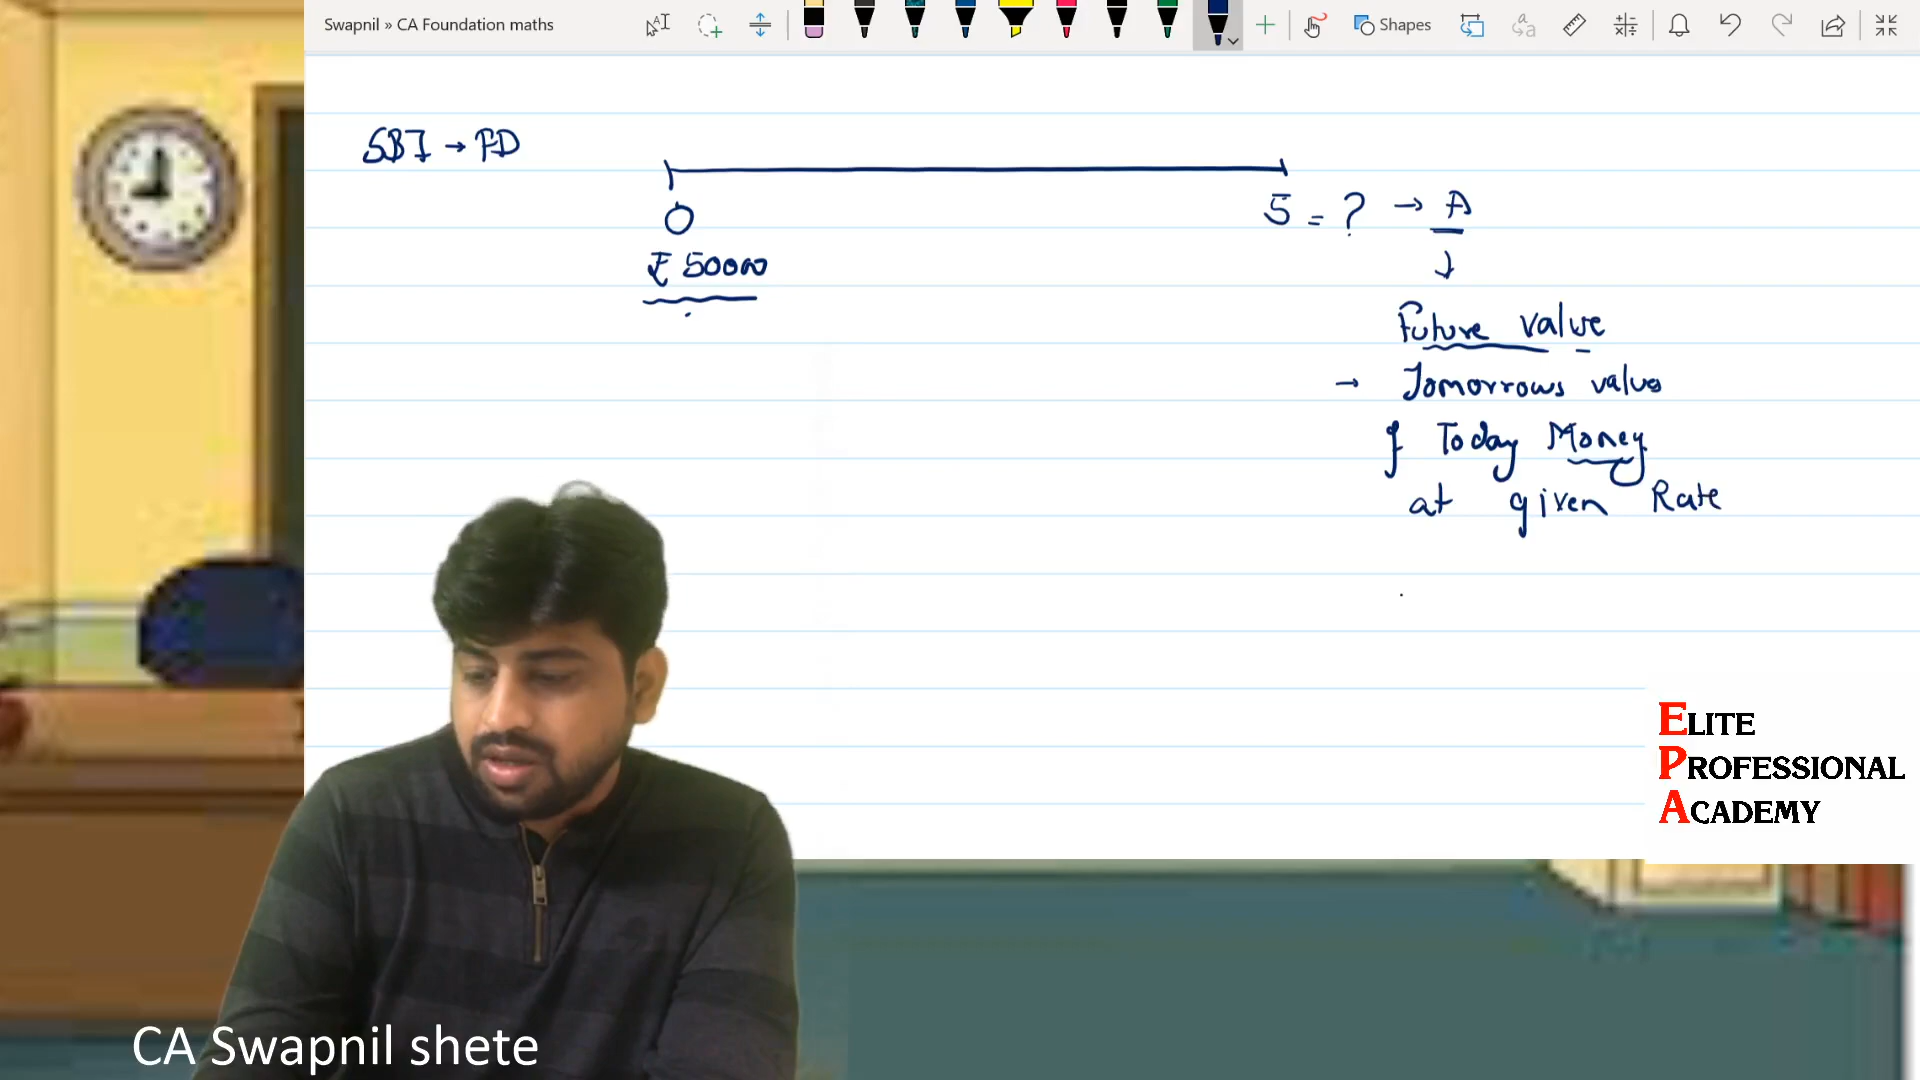 Swapnil » CA Foundation maths
Shapes
SBI → FD
0
5 = ? → A
₹ 50000
↓
Future value
→ Tomorrows value
of Today Money
at given Rate
ELITE
PROFESSIONAL
ACADEMY
CA Swapnil shete